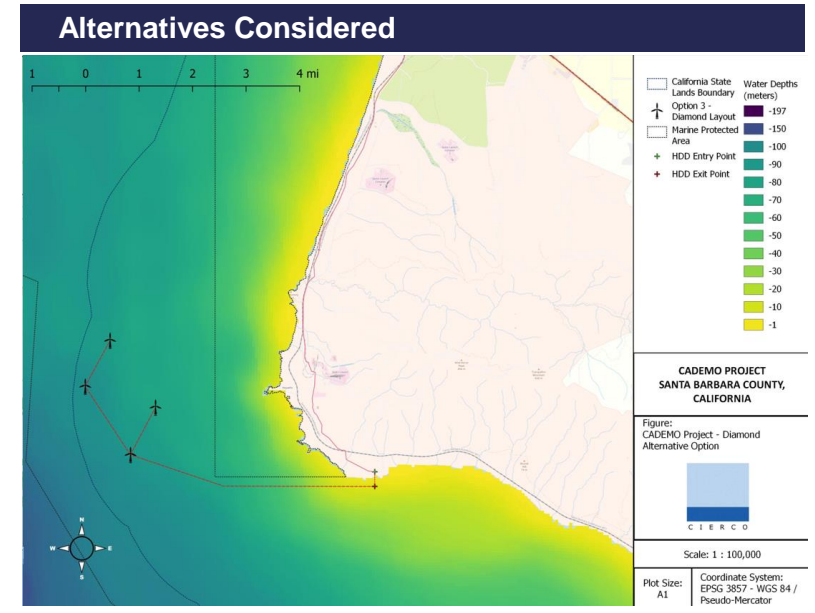 Alternatives Considered
1 0 1 2 3 4 mi
California State
Lands Boundary
Option 3 -
Diamond Layout
Marine Protected
Area
HDD Entry Point
HDD Exit Point
Water Depths
(meters)
-197
-150
-100
-90
-80
-70
-60
-50
-40
-30
-20
-10
-1
N
W E
S
CADEMO PROJECT
SANTA BARBARA COUNTY,
CALIFORNIA
Figure:
CADEMO Project - Diamond
Alternative Option
CIERCO
Scale: 1 : 100,000
Plot Size:
A1
Coordinate System:
EPSG 3857 - WGS 84 /
Pseudo-Mercator